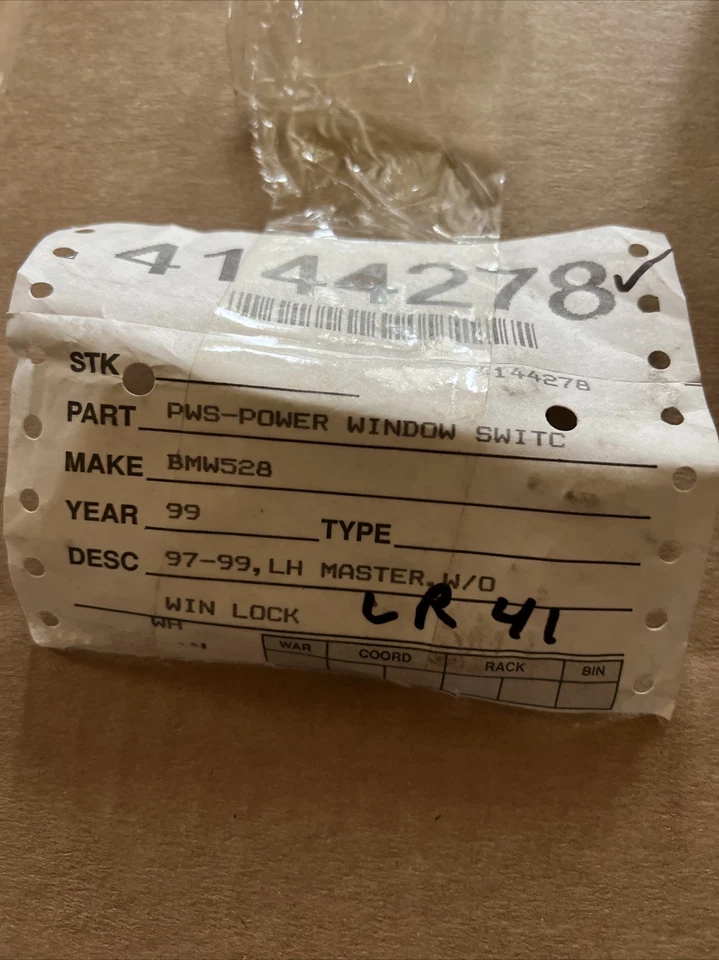 4144278
4144278
STK
PART PWS-POWER WINDOW SWITC
MAKE BMW528
YEAR 99 TYPE
DESC 97-99, LH MASTER, W/O
WIN LOCK LR 41
WH
WAR COORD RACK BIN